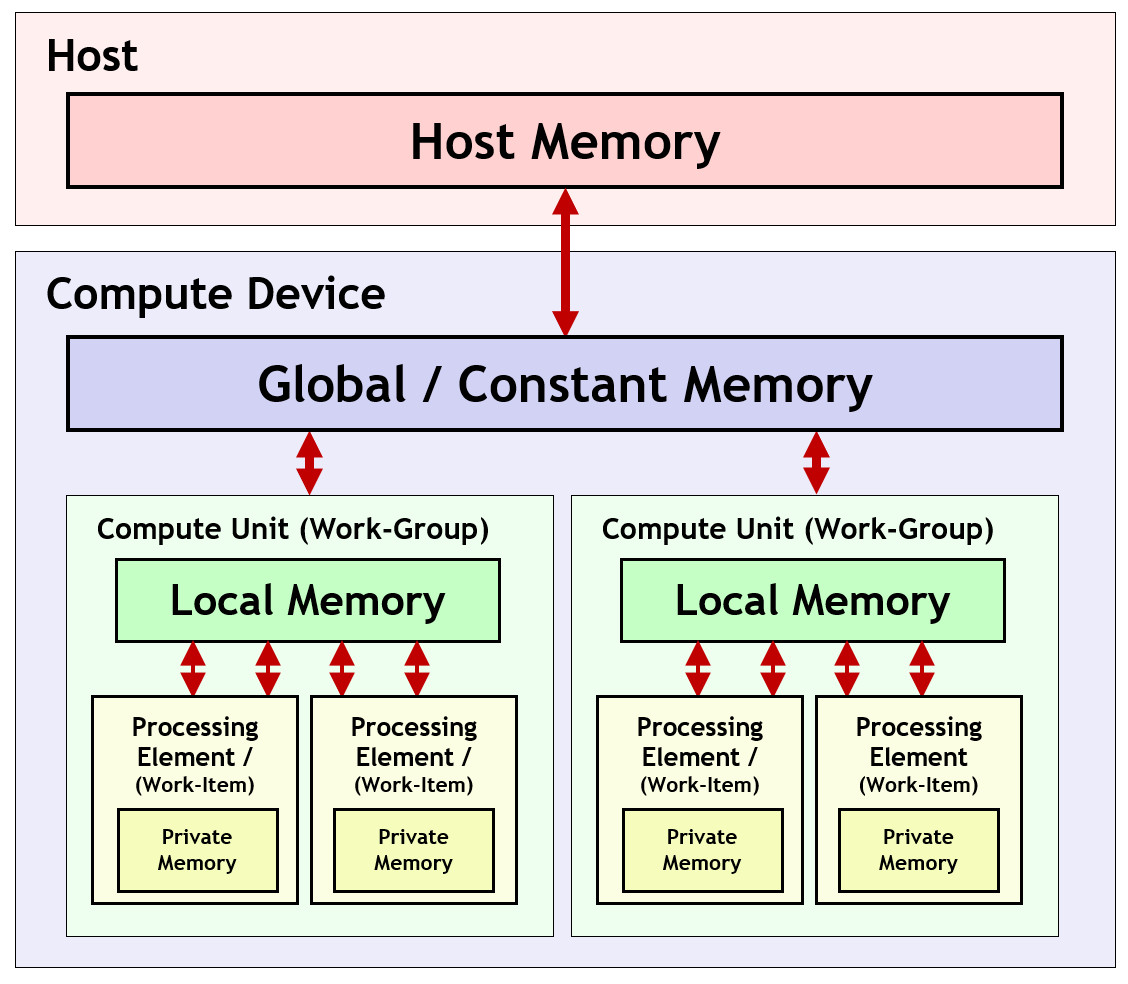 Host
Host Memory
Compute Device
Global / Constant Memory
Compute Unit (Work-Group)
Local Memory
Processing
Element /
(Work-Item)
Private
Memory
Processing
Element /
(Work-Item)
Private
Memory
Compute Unit (Work-Group)
Local Memory
Processing
Element /
(Work-Item)
Private
Memory
Processing
Element
(Work-Item)
Private
Memory